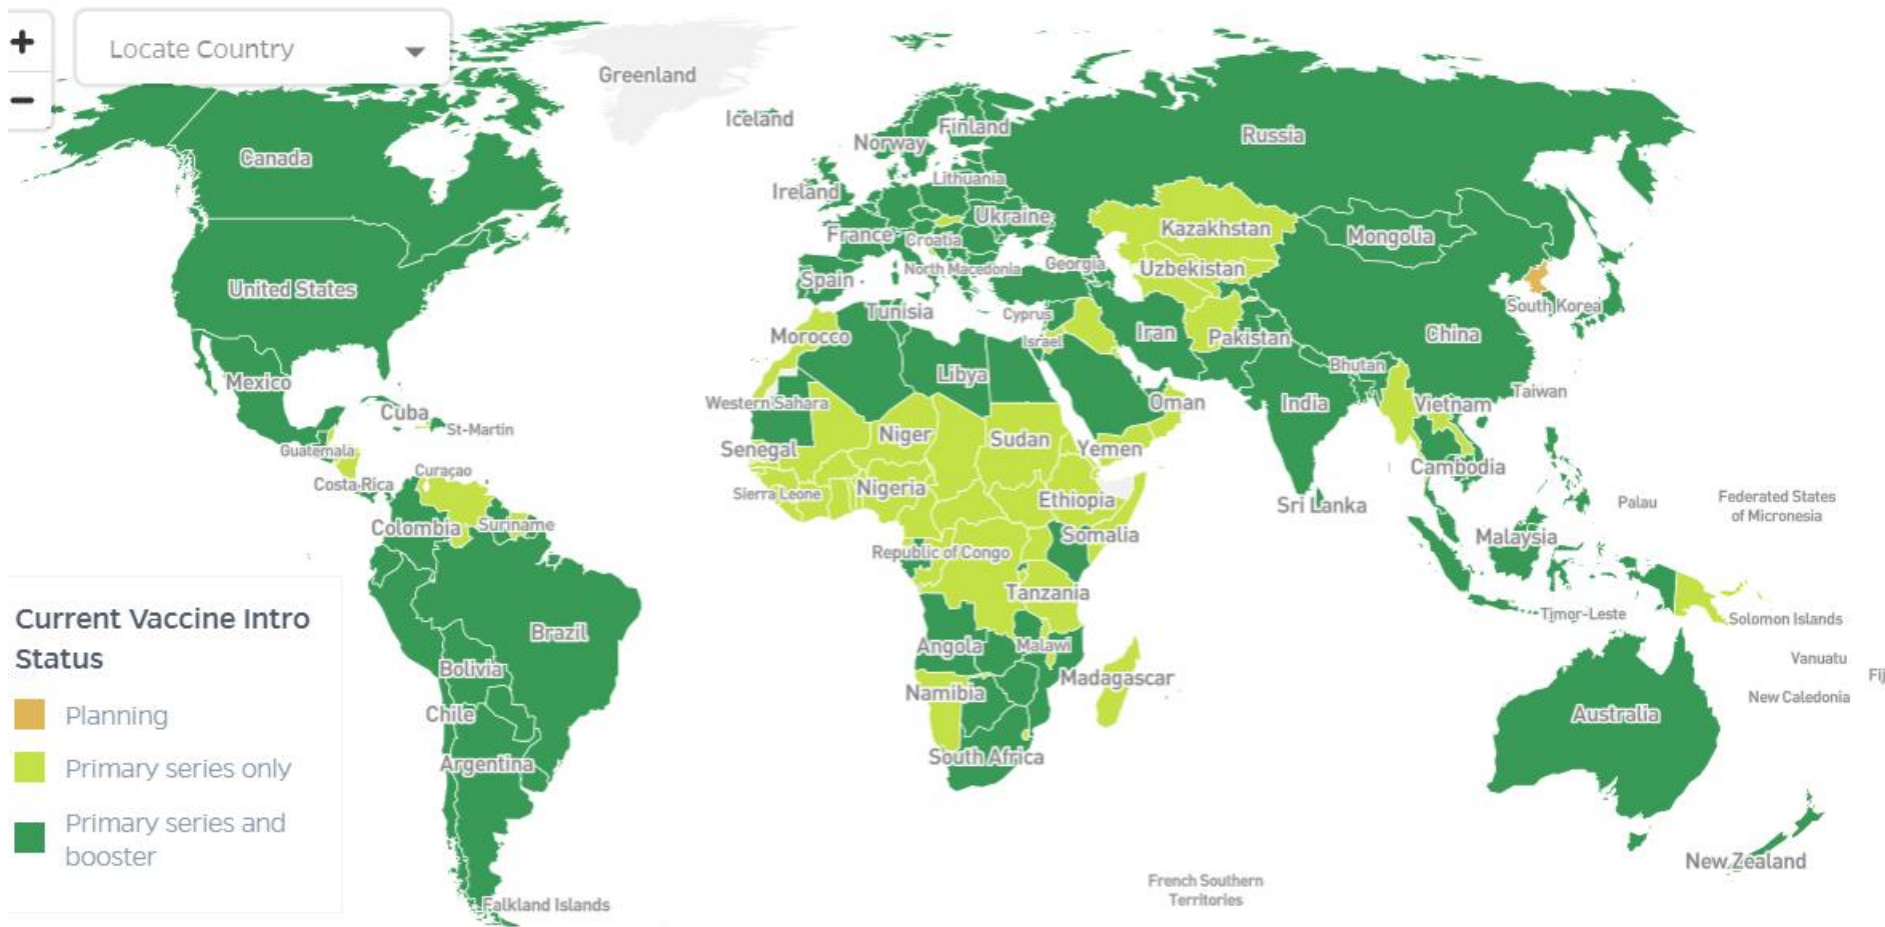 +
Locate Country
−
Greenland
Iceland
Finland
Norway
Russia
Canada
Lithuania
Ireland
Ukraine
Kazakhstan
France
Croatia
Mongolia
North Macedonia
Georgia
Uzbekistan
Spain
United States
South Korea
Tunisia
Cyprus
Morocco
Israel
Iran
Pakistan
China
Bhutan
Libya
Mexico
Taiwan
Western Sahara
Oman
India
Vietnam
Cuba
St-Martin
Niger
Sudan
Guatemala
Senegal
Yemen
Cambodia
Curaçao
Costa Rica
Sierra Leone
Nigeria
Ethiopia
Sri Lanka
Palau
Federated States
of Micronesia
Colombia
Suriname
Somalia
Malaysia
Republic of Congo
Tanzania
Timor-Leste
Solomon Islands
Brazil
Angola
Malawi
Vanuatu
Bolivia
Madagascar
Fij
Namibia
New Caledonia
Chile
Australia
South Africa
Argentina
New Zealand
French Southern
Territories
Falkland Islands
Current Vaccine Intro
Status
Planning
Primary series only
Primary series and
booster